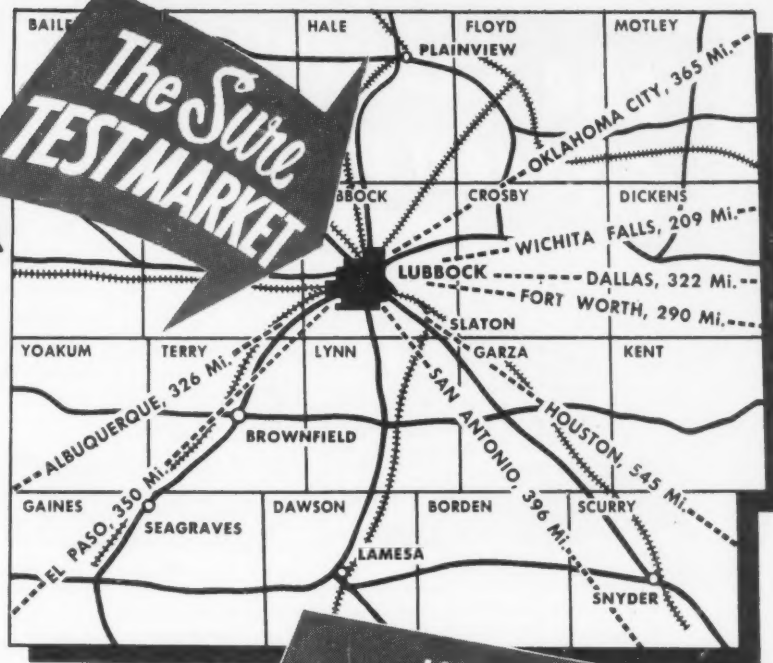 BAILE
HALE
FLOYD
MOTLEY
PLAINVIEW
The Sure
TEST MARKET
OKLAHOMA CITY, 365 Mi.
BBOCK
CROSBY
DICKENS
WICHITA FALLS, 209 Mi.
LUBBOCK
DALLAS, 322 Mi.
FORT WORTH, 290 Mi.
SLATON
YOAKUM
TERRY
LYNN
GARZA
KENT
ALBUQUERQUE, 326 Mi.
BROWNFIELD
SAN ANTONIO, 396 Mi.
HOUSTON, 545 Mi.
EL PASO, 350 Mi.
GAINES
SEAGRAVES
DAWSON
BORDEN
SCURRY
LAMESA
SNYDER